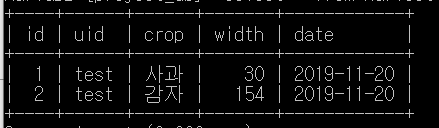 | id | uid | crop | width | date |
| 1 | test | 사과 | 30 | 2019-11-20 |
| 2 | test | 감자 | 154 | 2019-11-20 |